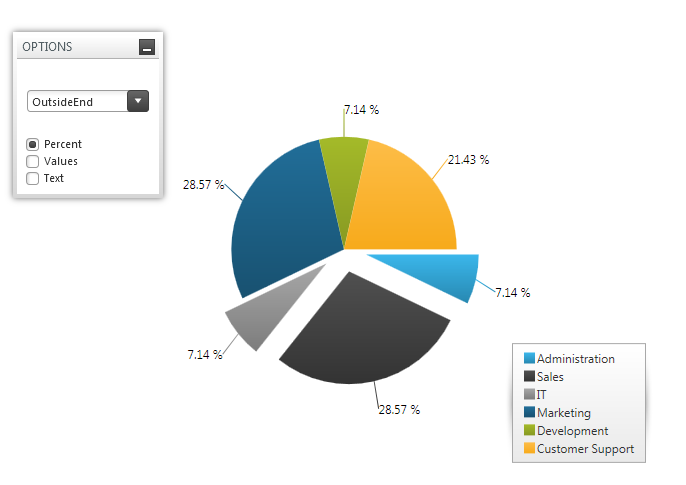 OPTIONS
OutsideEnd
Percent
Values
Text
7.14 %
21.43 %
28.57 %
7.14 %
7.14 %
28.57 %
Administration
Sales
IT
Marketing
Development
Customer Support